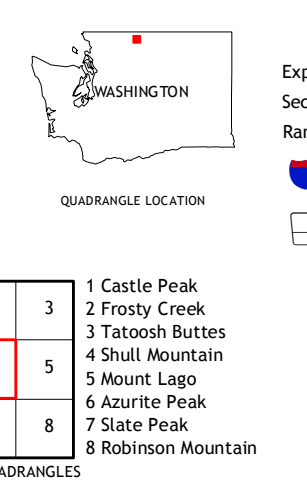 WASHINGTON
QUADRANGLE LOCATION
Exp
Sec
Ran
3
5
8
1 Castle Peak
2 Frosty Creek
3 Tatoosh Buttes
4 Shull Mountain
5 Mount Lago
6 Azurite Peak
7 Slate Peak
8 Robinson Mountain
ADRANGLES